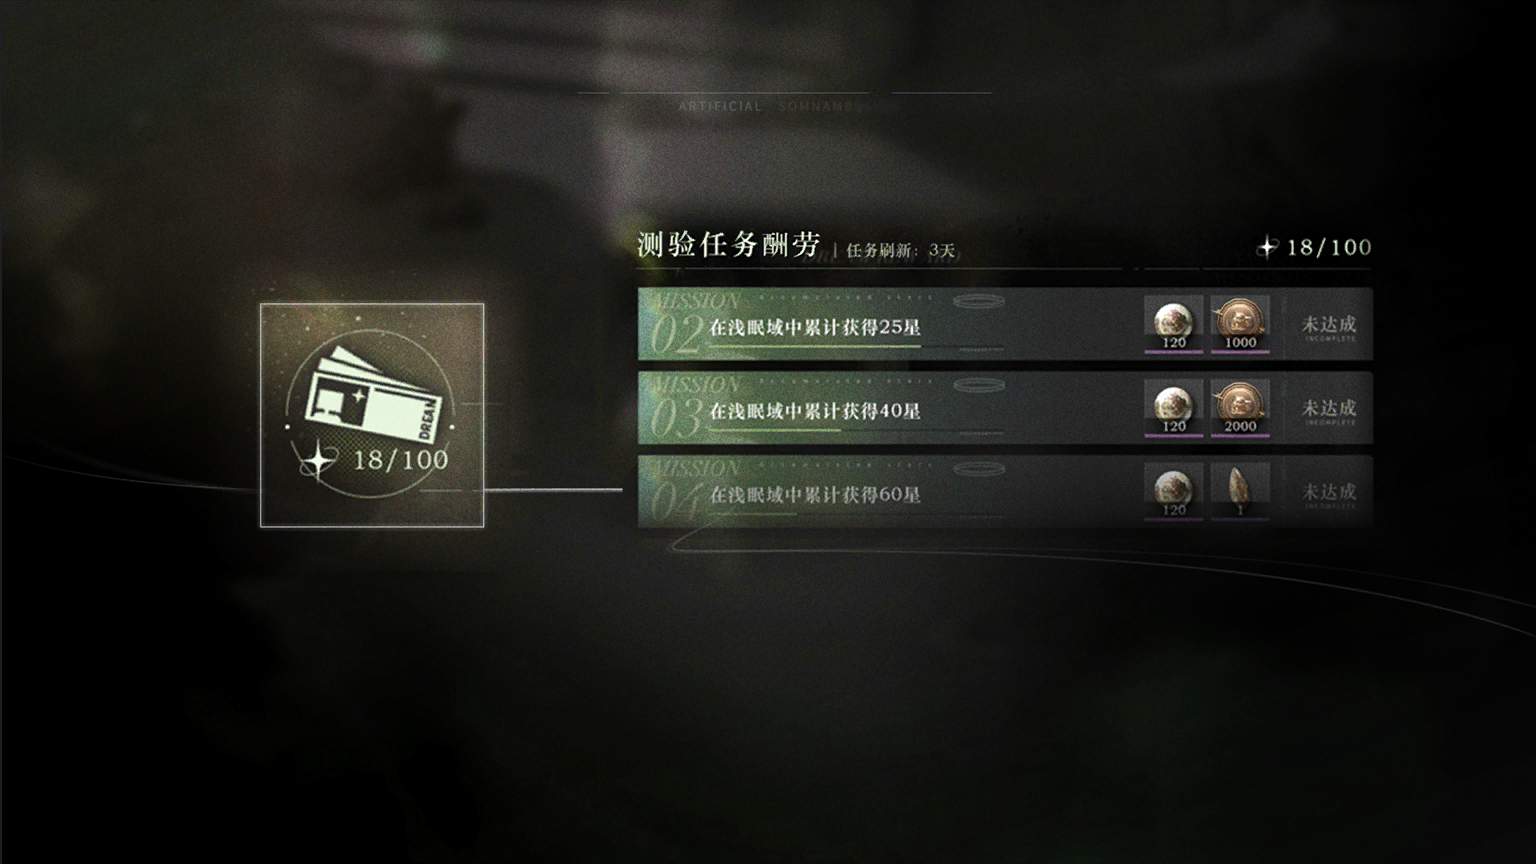 ARTIFICIAL SOMNAMB
测验任务酬劳 | 任务刷新: 3天
18/100
MISSION
02
在浅眠域中累计获得25星
120
1000
未达成
INCOMPLETE
MISSION
03
在浅眠域中累计获得40星
120
2000
未达成
INCOMPLETE
MISSION
04
在浅眠域中累计获得60星
120
1
未达成
INCOMPLETE
DREAM
18/100